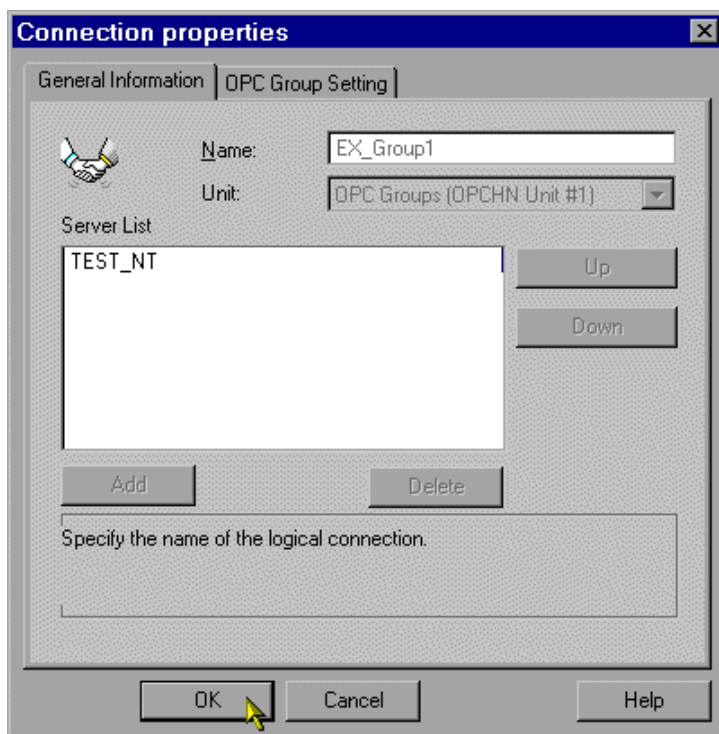 Connection properties
General Information OPC Group Setting
Name: EX_Group1
Unit: OPC Groups (OPCHN Unit #1)
Server List
TEST_NT
Up
Down
Add Delete
Specify the name of the logical connection.
OK Cancel Help